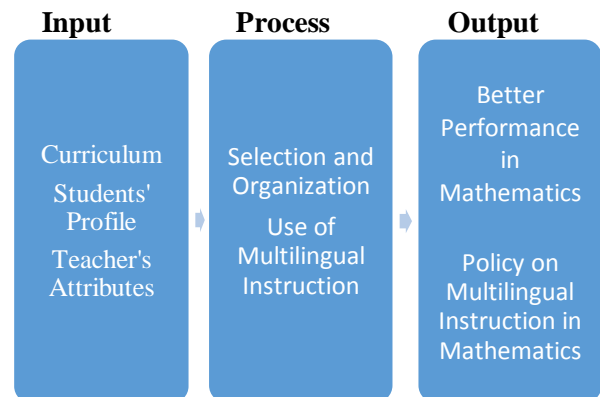 Input
Process
Output
Curriculum
Students'
Profile
Teacher's
Attributes
Selection and
Organization
Use of
Multilingual
Instruction
Better
Performance
in
Mathematics
Policy on
Multilingual
Instruction in
Mathematics